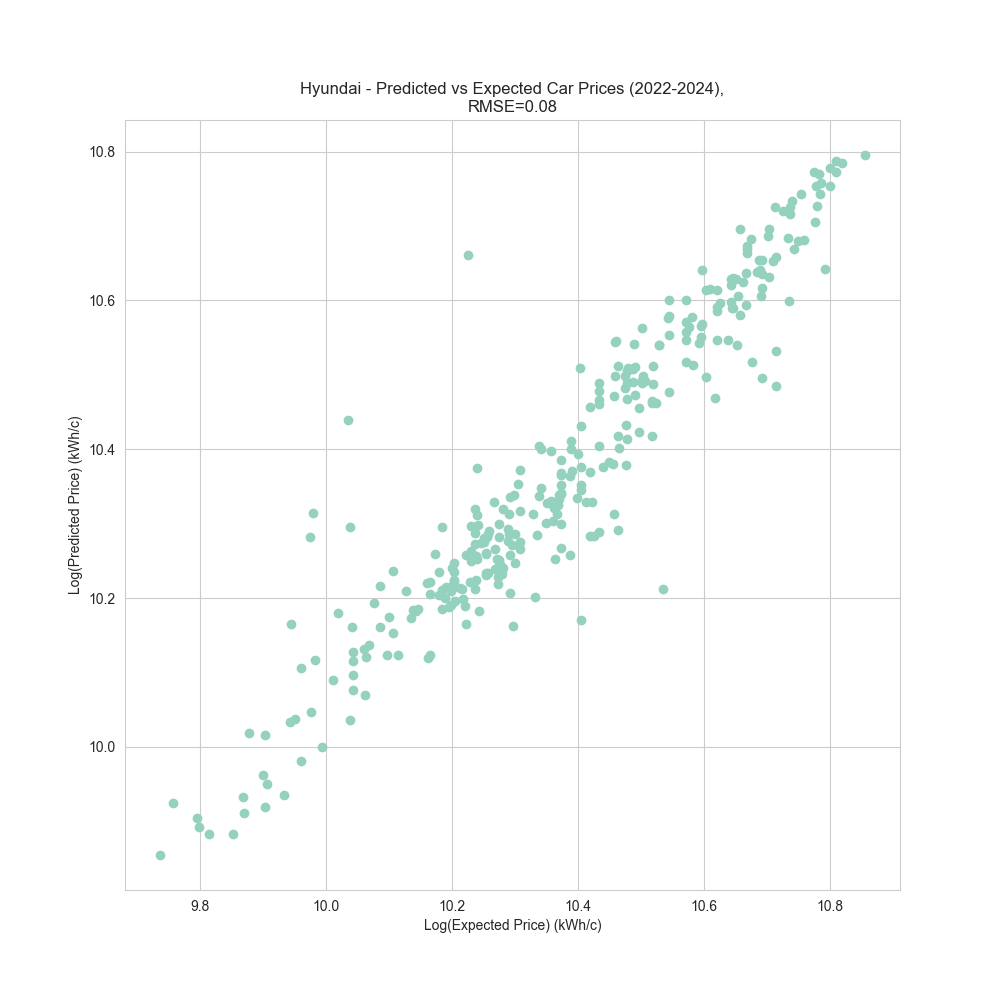 Hyundai - Predicted vs Expected Car Prices (2022-2024),
RMSE=0.08
10.8
10.6
10.4
10.2
10.0
Log(Predicted Price) (kWh/c)
9.8 10.0 10.2 10.4 10.6 10.8
Log(Expected Price) (kWh/c)